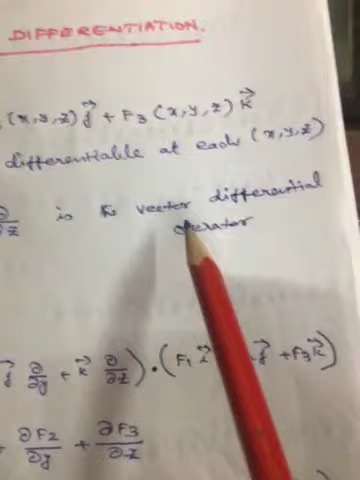 DIFFERENTIATION.
(x,y,z) j⃗ + F₃ (x,y,z) k⃗
differentiable at each (x,y,z)
∂/∂z is the vector differential
operator
j⃗ ∂/∂y + k⃗ ∂/∂z) · (F₁ i⃗ j⃗ + F₃ k⃗)
+ ∂F₂/∂y + ∂F₃/∂z